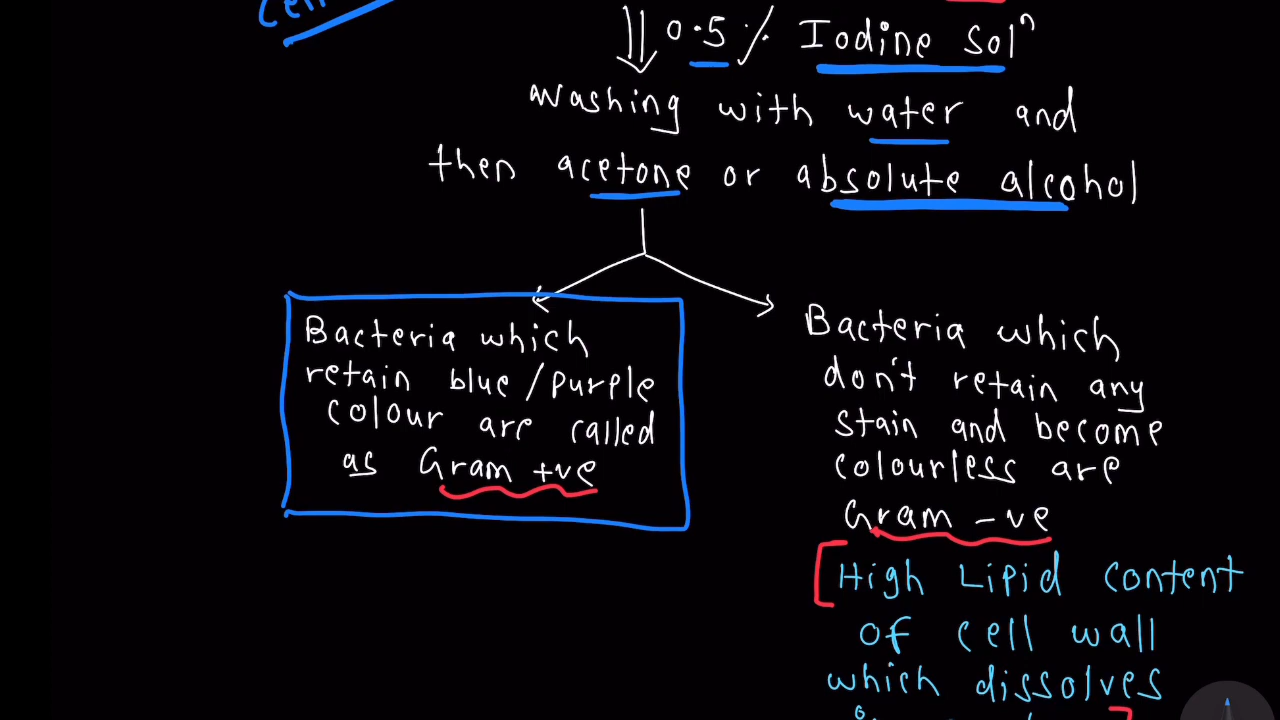 cell
0.5% Iodine solⁿ
washing with water and
then acetone or absolute alcohol
Bacteria which
retain blue/purple
colour are called
as Gram +ve
Bacteria which
don't retain any
stain and become
colourless are
Gram -ve
High Lipid content
of cell wall
which dissolves